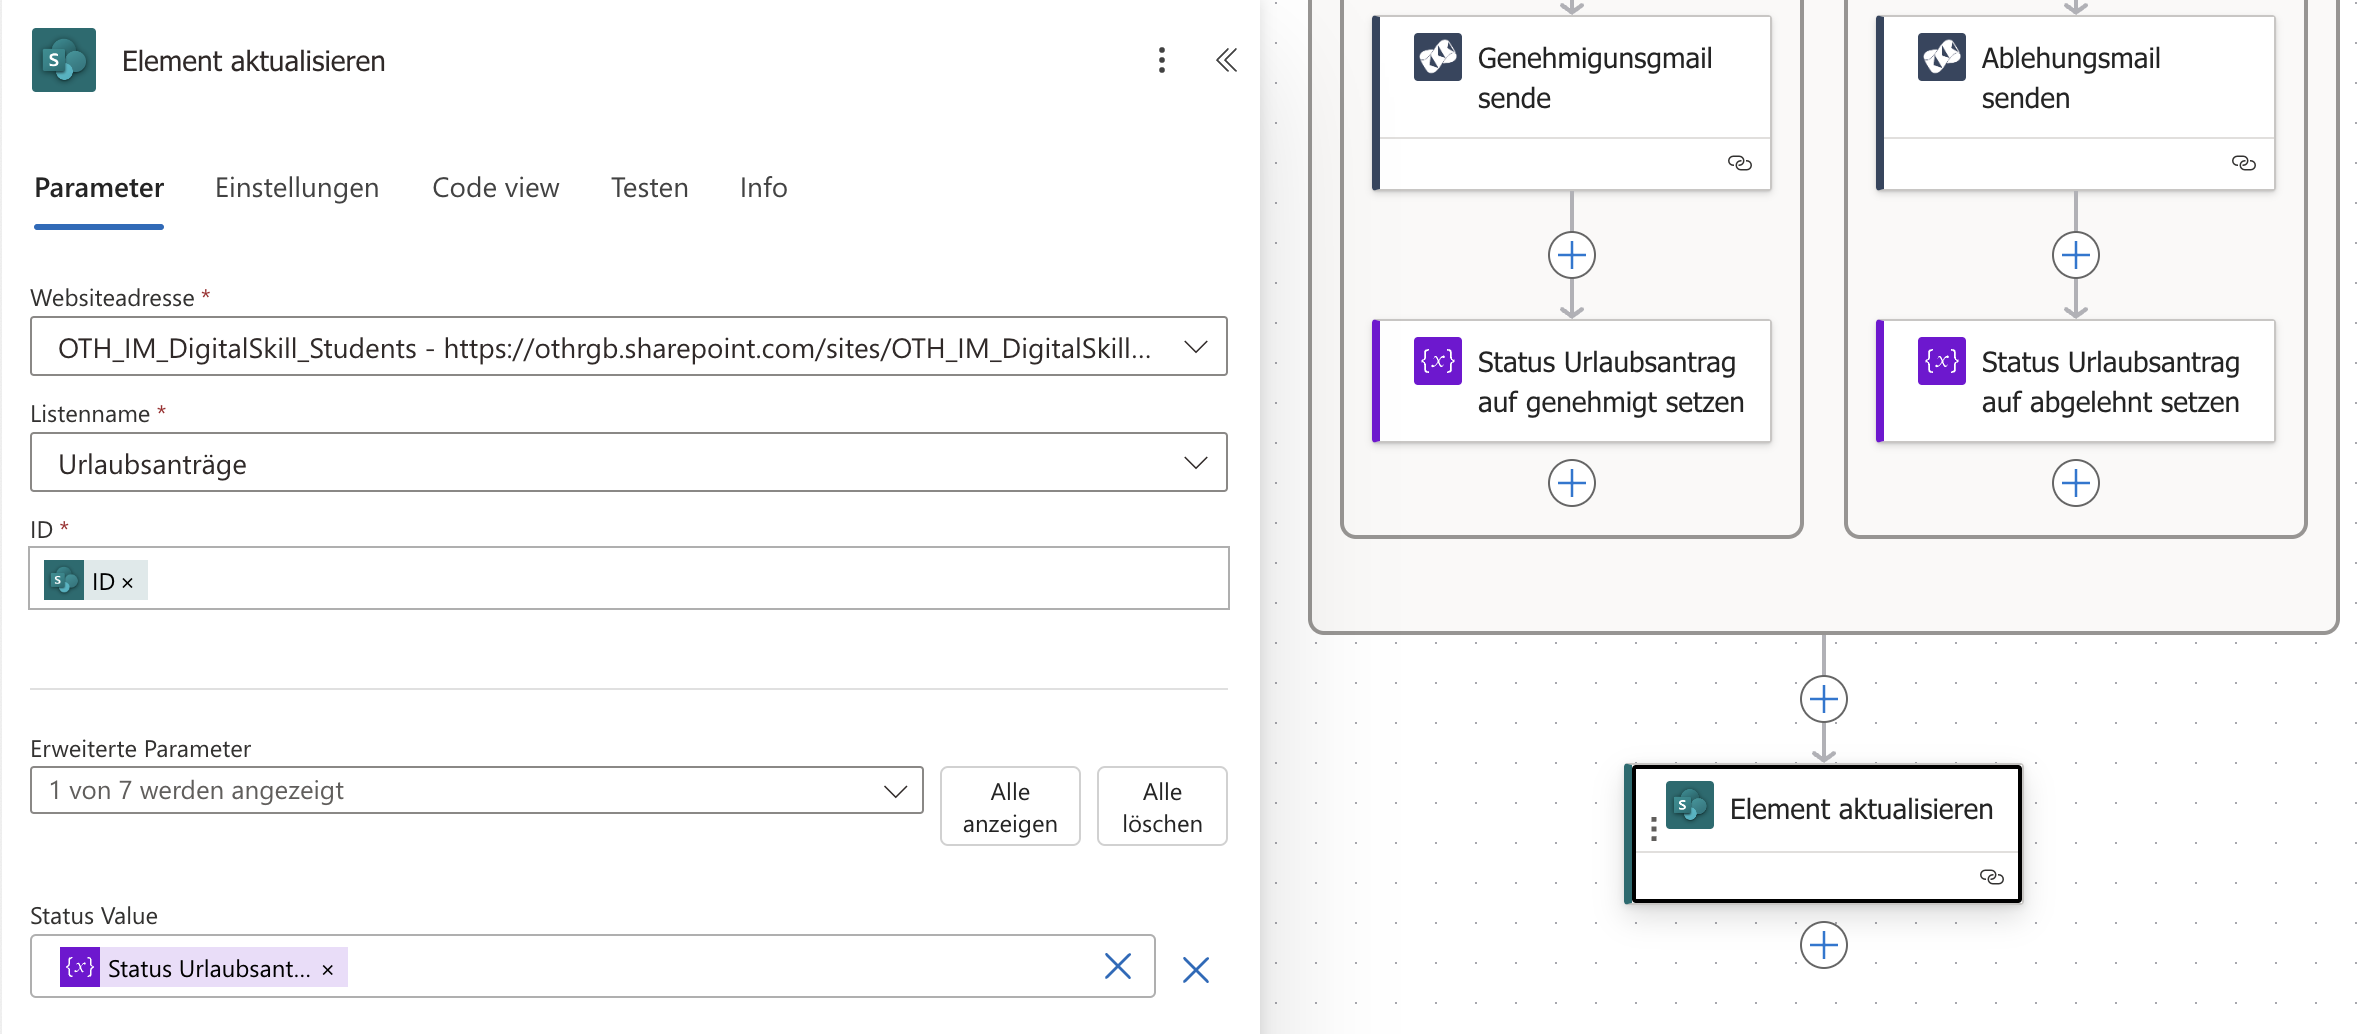 Element aktualisieren
Parameter Einstellungen Code view Testen Info
Websiteadresse *
OTH_IM_DigitalSkill_Students - https://othrgb.sharepoint.com/sites/OTH_IM_DigitalSkill...
Listenname *
Urlaubsanträge
ID *
ID ×
Erweiterte Parameter
1 von 7 werden angezeigt
Alle
anzeigen
Alle
löschen
Status Value
{x} Status Urlaubsant... ×
Genehmigunsgmail
sende
Ablehungsmail
senden
{x} Status Urlaubsantrag
auf genehmigt setzen
{x} Status Urlaubsantrag
auf abgelehnt setzen
Element aktualisieren